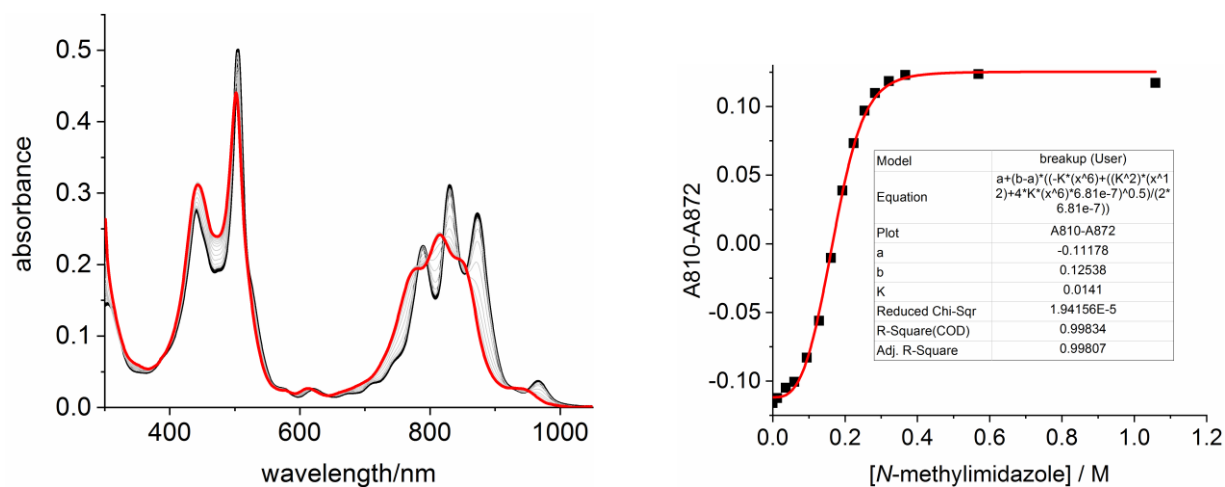 0.5
0.4
0.3
0.2
0.1
0.0
absorbance
400
600
800
1000
wavelength/nm
0.10
0.05
0.00
-0.05
-0.10
A810-A872
0.0
0.2
0.4
0.6
0.8
1.0
1.2
[N-methylimidazole] / M
Model breakup (User)
Equation a+(b-a)*((-K*(x^6)+((K^2)*(x^1
2)+4*K*(x^6)*6.81e-7)^0.5)/(2*
6.81e-7))
Plot A810-A872
a -0.11178
b 0.12538
K 0.0141
Reduced Chi-Sqr 1.94156E-5
R-Square(COD) 0.99834
Adj. R-Square 0.99807